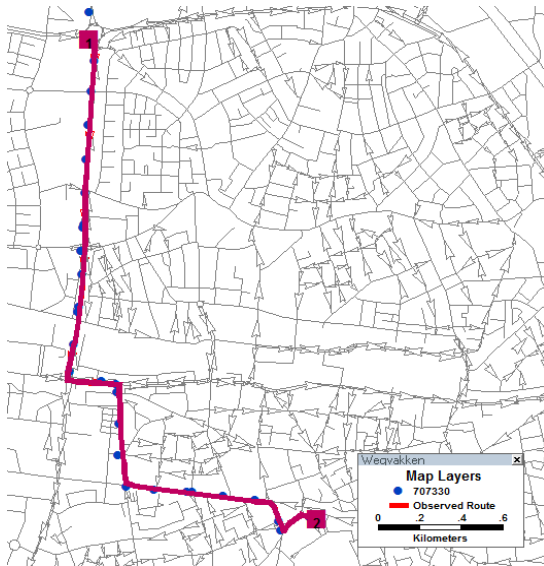 1
2
Wegvakken
Map Layers
707330
Observed Route
0 .2 .4 .6
Kilometers